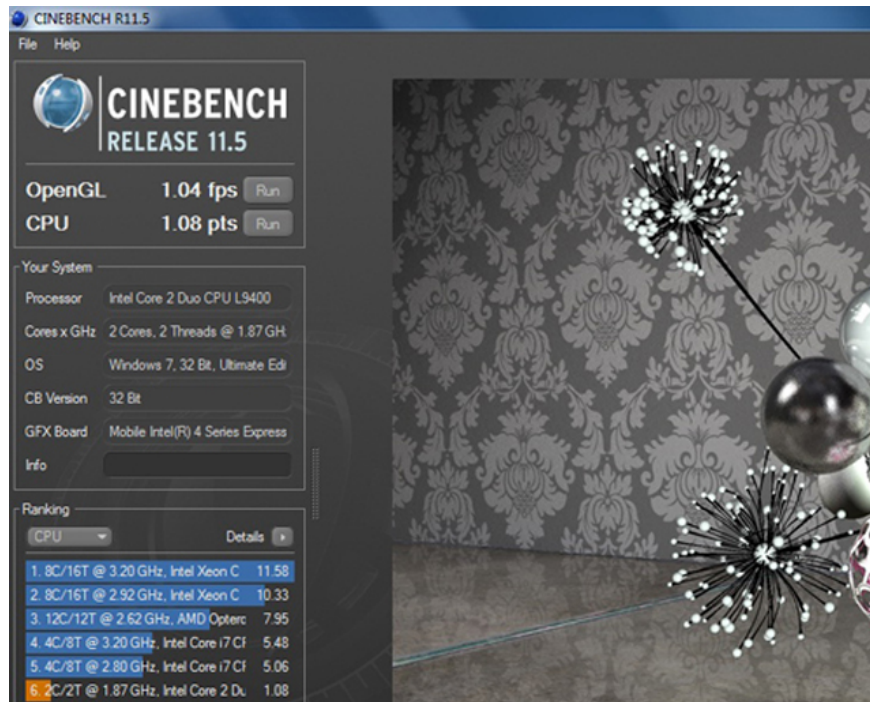 CINEBENCH R11.5
File Help
CINEBENCH
RELEASE 11.5
OpenGL 1.04 fps Run
CPU 1.08 pts Run
Your System
Processor Intel Core 2 Duo CPU L9400
Cores x GHz 2 Cores, 2 Threads @ 1.87 GH
OS Windows 7, 32 Bit, Ultimate Edi
CB Version 32 Bit
GFX Board Mobile Intel(R) 4 Series Express
Info
Ranking
CPU Details
1. 8C/16T @ 3.20 GHz, Intel Xeon C 11.58
2. 8C/16T @ 2.92 GHz, Intel Xeon C 10.33
3. 12C/12T @ 2.62 GHz, AMD Opterc 7.95
4. 4C/8T @ 3.20 GHz, Intel Core i7 CF 5.48
5. 4C/8T @ 2.80 GHz, Intel Core i7 CF 5.06
6. 2C/2T @ 1.87 GHz, Intel Core 2 Du 1.08